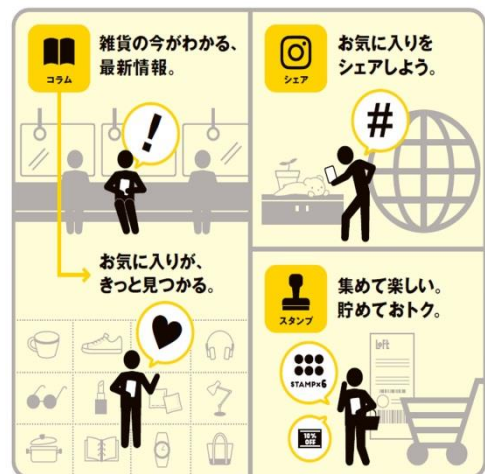 コラム
雑貨の今がわかる、
最新情報。
!
お気に入りが、
きっと見つかる。
シェア
お気に入りを
シェアしよう。
#
スタンプ
集めて楽しい。
貯めておトク。
STAMP×6
10%
OFF
loft